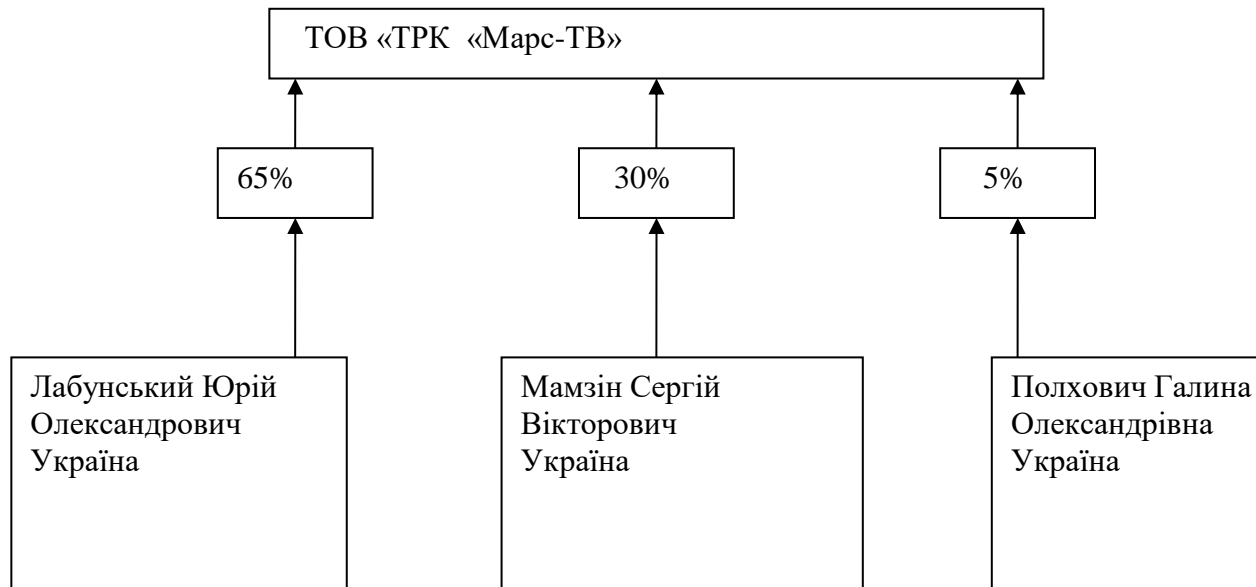 ТОВ «ТРК «Марс-ТВ»
65%
30%
5%
Лабунський Юрій
Олександрович
Україна
Мамзін Сергій
Вікторович
Україна
Полхович Галина
Олександрівна
Україна